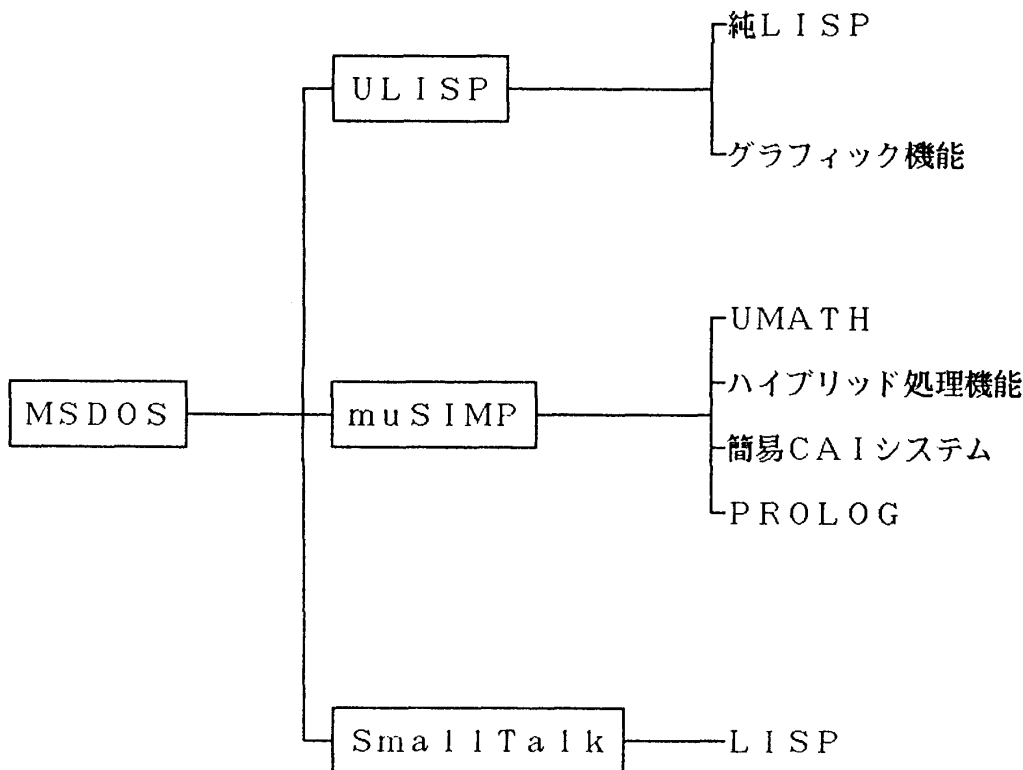 純LISP
ULISP
グラフィック機能
UMATH
ハイブリッド処理機能
MSDOS
muSIMP
簡易CAIシステム
PROLOG
SmallTalk
LISP